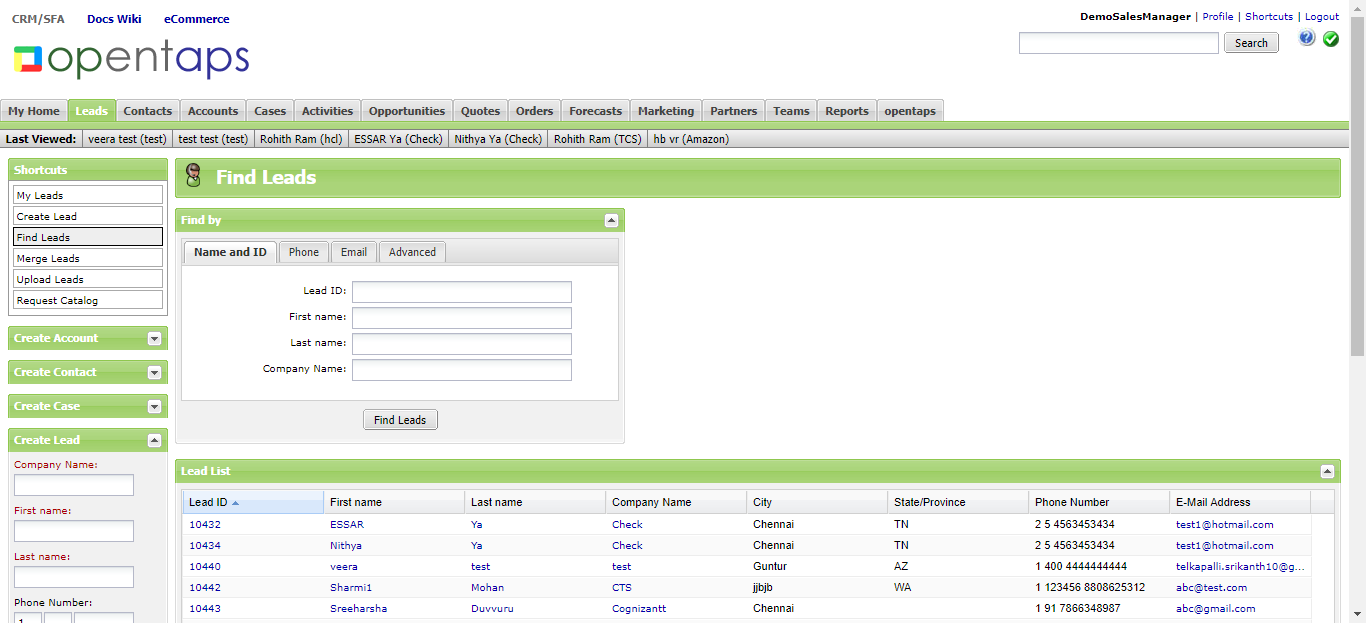 CRM/SFA Docs Wiki eCommerce
DemoSalesManager | Profile | Shortcuts | Logout
opentaps
Search
My Home Leads Contacts Accounts Cases Activities Opportunities Quotes Orders Forecasts Marketing Partners Teams Reports opentaps
Last Viewed: veera test (test) test test (test) Rohith Ram (hcl) ESSAR Ya (Check) Nithya Ya (Check) Rohith Ram (TCS) hb vr (Amazon)
Shortcuts
My Leads
Create Lead
Find Leads
Merge Leads
Upload Leads
Request Catalog
Create Account
Create Contact
Create Case
Create Lead
Company Name:
First name:
Last name:
Phone Number:
1
Find Leads
Find by
Name and ID Phone Email Advanced
Lead ID:
First name:
Last name:
Company Name:
Find Leads
Lead List
Lead ID First name Last name Company Name City State/Province Phone Number E-Mail Address
10432 ESSAR Ya Check Chennai TN 2 5 4563453434 test1@hotmail.com
10434 Nithya Ya Check Chennai TN 2 5 4563453434 test1@hotmail.com
10440 veera test test Guntur AZ 1 400 4444444444 telkapalli.srikanth10@g...
10442 Sharmi1 Mohan CTS jjbjb WA 1 123456 8808625312 abc@test.com
10443 Sreeharsha Duvvuru Cognizantt Chennai 1 91 7866348987 abc@gmail.com